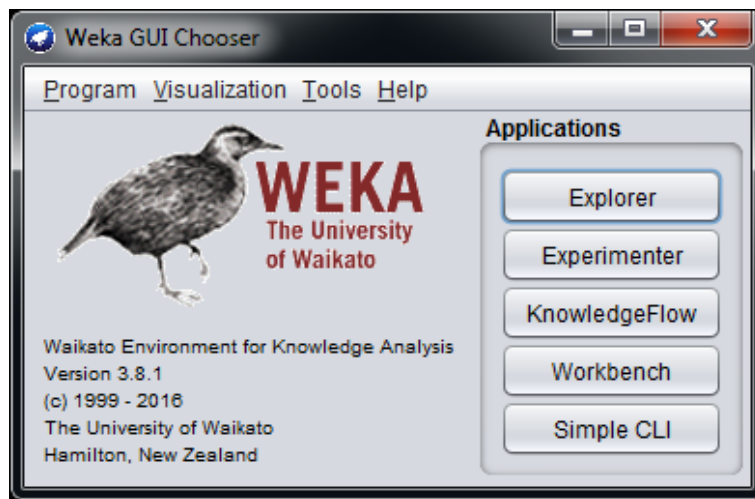 Weka GUI Chooser
Program Visualization Tools Help
WEKA
The University
of Waikato
Waikato Environment for Knowledge Analysis
Version 3.8.1
(c) 1999 - 2016
The University of Waikato
Hamilton, New Zealand
Applications
Explorer
Experimenter
KnowledgeFlow
Workbench
Simple CLI